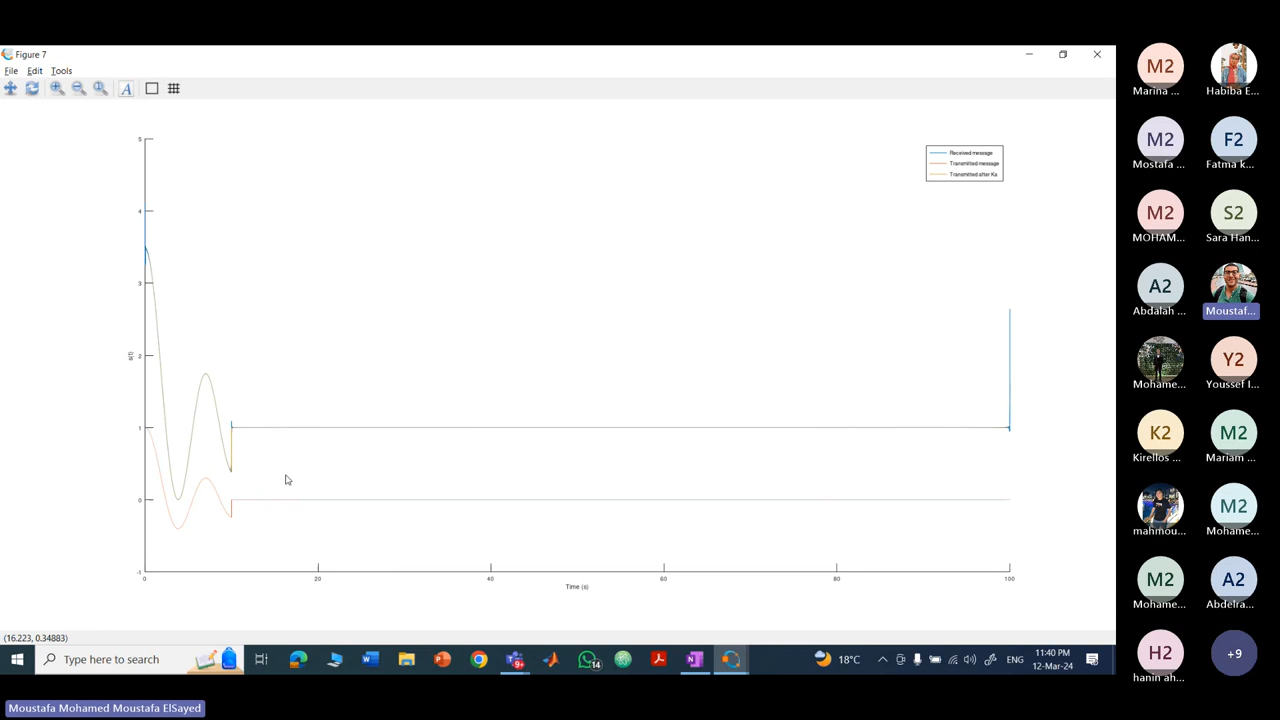 Figure 7
File Edit Tools
A
5
4
3
2
1
0
-1
s(t)
Received message
Transmitted message
Transmitted after Ka
0 20 40 60 80 100
Time (s)
(16.223, 0.34883)
Type here to search
9+
14
18°C
ENG
11:40 PM
12-Mar-24
M2
Marina ...
Habiba E...
M2
Mostafa ...
F2
Fatma k...
M2
MOHAM...
S2
Sara Han...
A2
Abdalah ...
Moustaf...
Mohame...
Y2
Youssef I...
K2
Kirellos ...
M2
Mariam ...
mahmou...
M2
Mohame...
M2
Mohame...
A2
Abdelra...
H2
hanin ah...
+9
Moustafa Mohamed Moustafa ElSayed